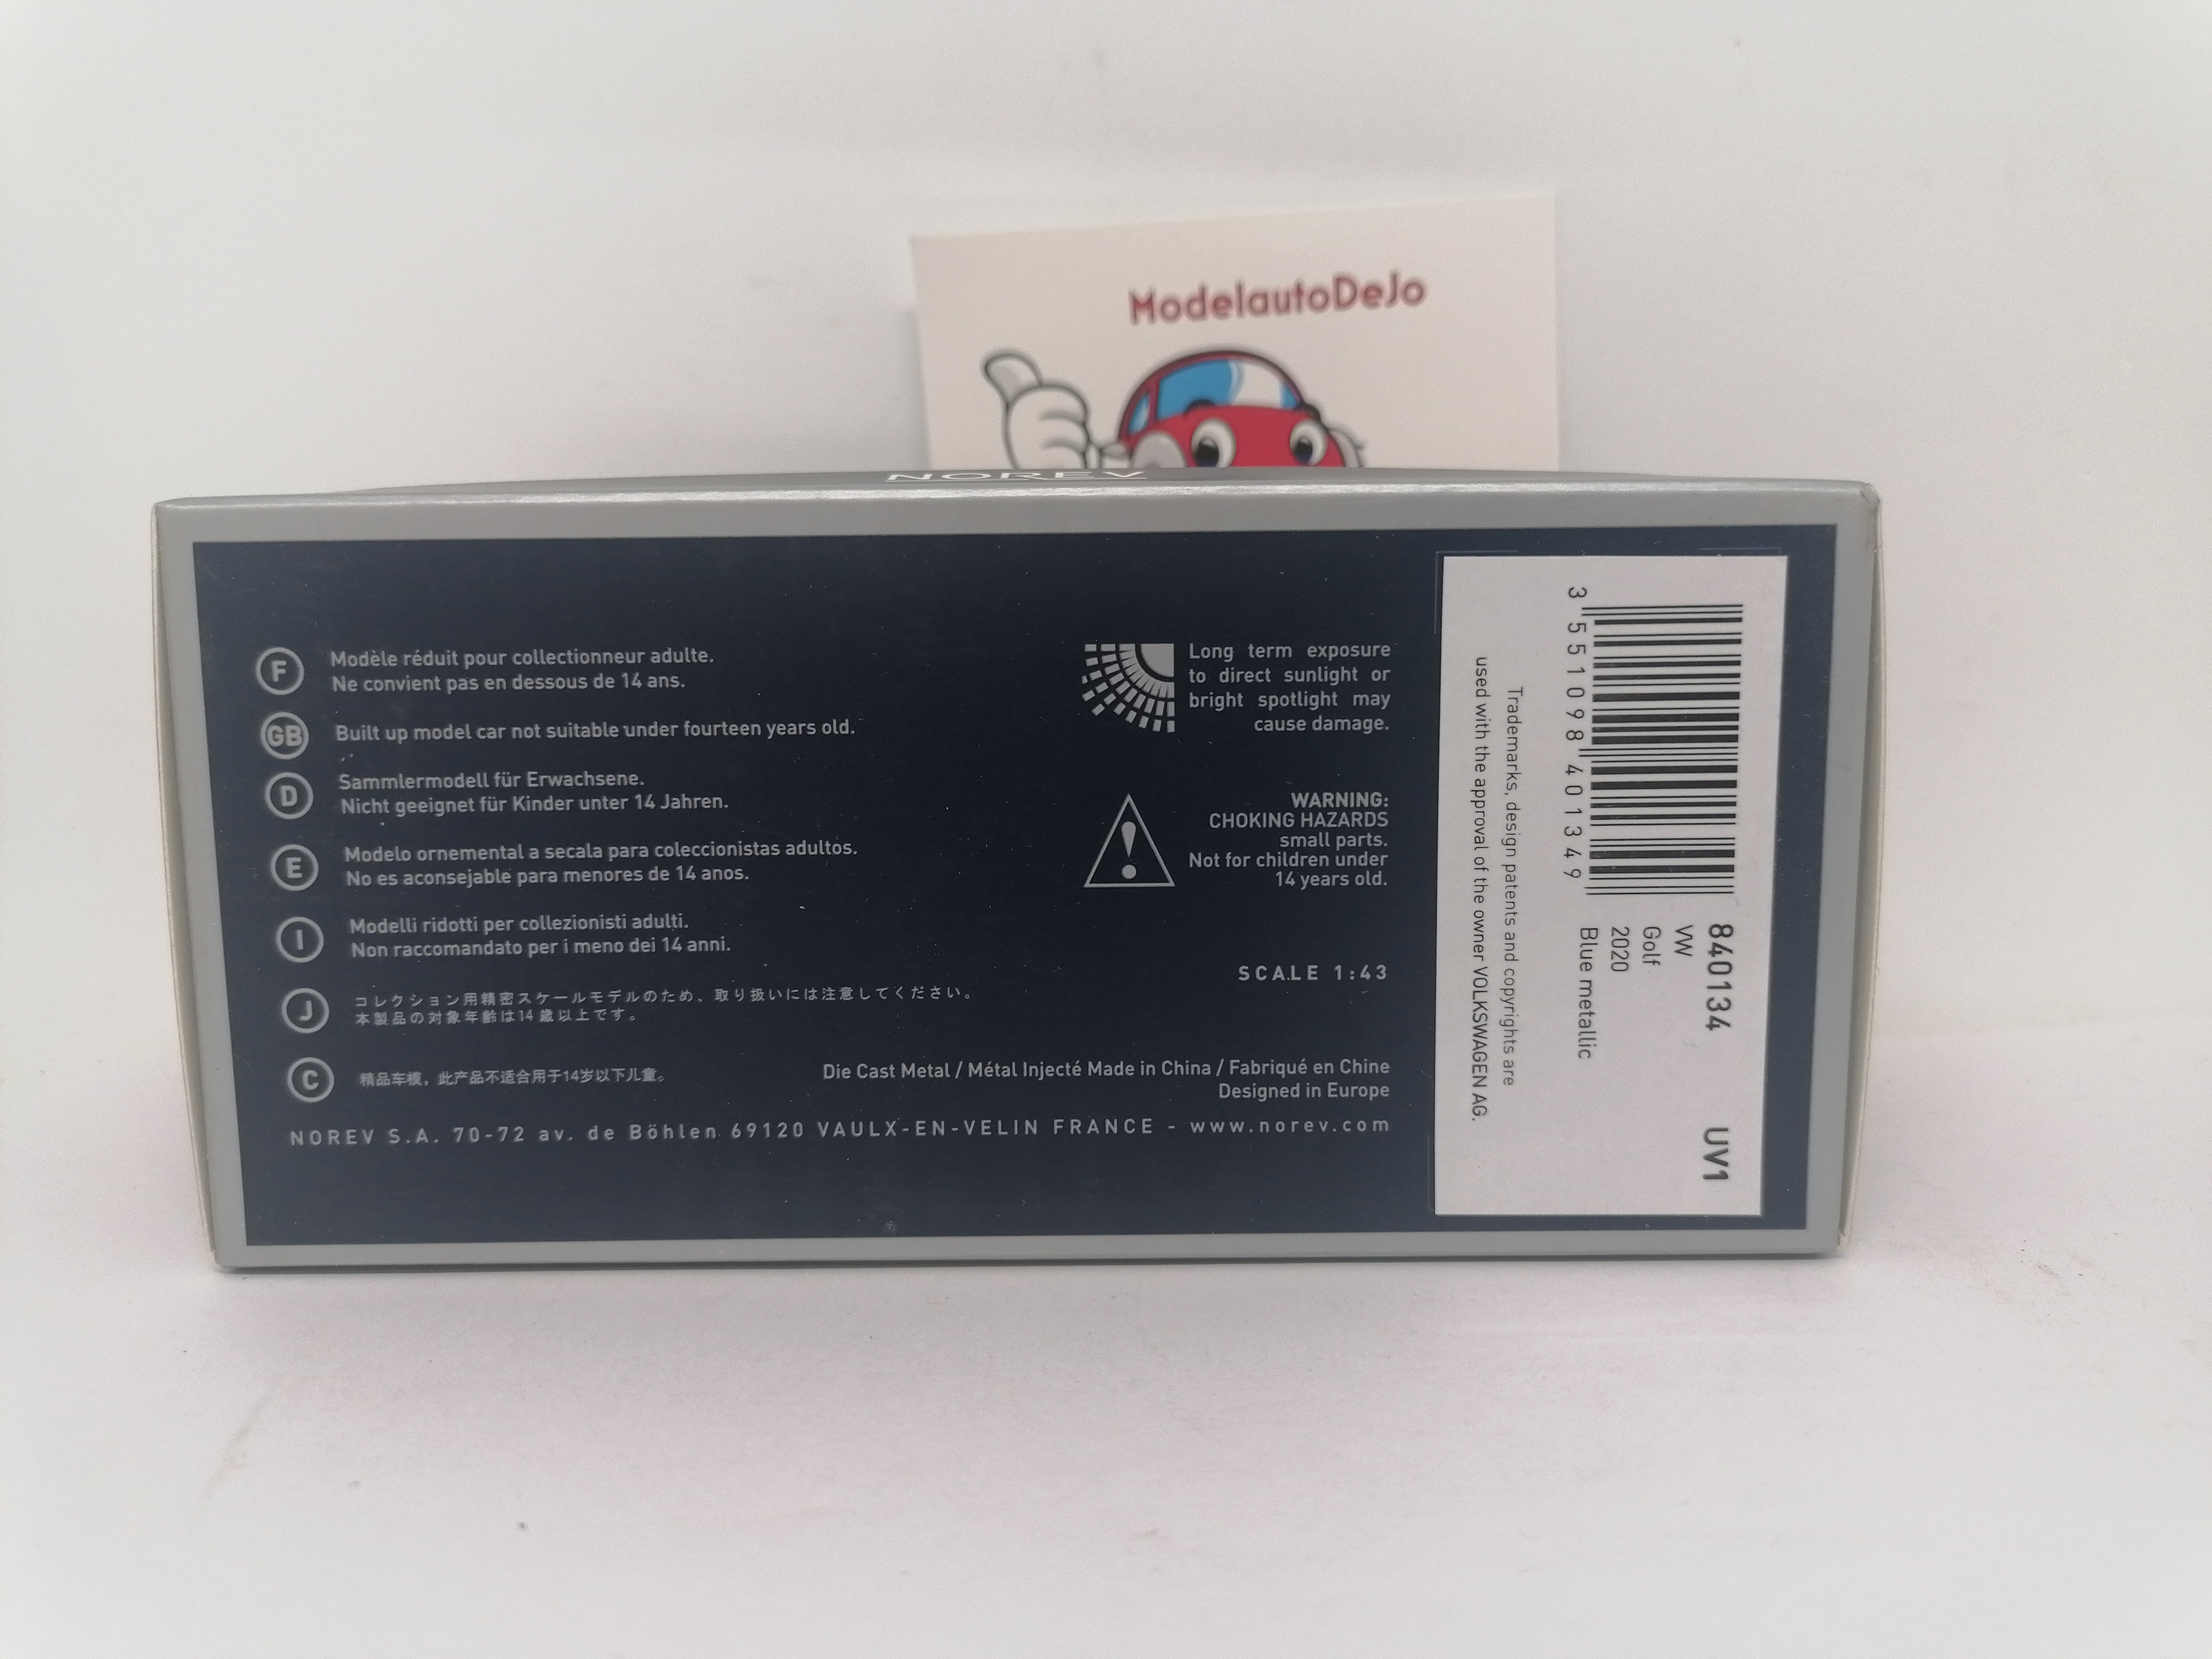 ModelautoDeJo
NOREV
F
Modèle réduit pour collectionneur adulte.
Ne convient pas en dessous de 14 ans.
GB
Built up model car not suitable under fourteen years old.
D
Sammlermodell für Erwachsene.
Nicht geeignet für Kinder unter 14 Jahren.
E
Modelo ornemental a secala para coleccionistas adultos.
No es aconsejable para menores de 14 anos.
I
Modelli ridotti per collezionisti adulti.
Non raccomandato per i meno dei 14 anni.
J
コレクション用精密スケールモデルのため、取り扱いには注意してください。
本製品の対象年齢は14歳以上です。
C
精品车模，此产品不适合用于14岁以下儿童。
Long term exposure
to direct sunlight or
bright spotlight may
cause damage.
WARNING:
CHOKING HAZARDS
small parts.
Not for children under
14 years old.
SCALE 1:43
Die Cast Metal / Métal Injecté Made in China / Fabriqué en Chine
Designed in Europe
NOREV S.A. 70-72 av. de Böhlen 69120 VAULX-EN-VELIN FRANCE - www.norev.com
3 551098 401349
840134 UV1
VW
Golf
2020
Blue metallic
Trademarks, design patents and copyrights are
used with the approval of the owner VOLKSWAGEN AG.